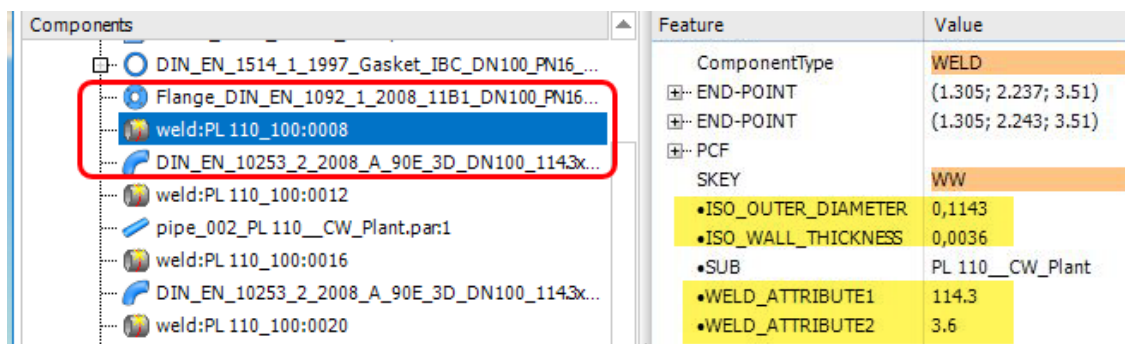 Components
DIN_EN_1514_1_1997_Gasket_IBC_DN100_PN16_...
Flange_DIN_EN_1092_1_2008_11B1_DN100_PN16...
weld:PL 110_100:0008
DIN_EN_10253_2_2008_A_90E_3D_DN100_114.3x...
weld:PL 110_100:0012
pipe_002_PL 110__CW_Plant.par:1
weld:PL 110_100:0016
DIN_EN_10253_2_2008_A_90E_3D_DN100_114.3x...
weld:PL 110_100:0020
Feature Value
ComponentType WELD
END-POINT (1.305; 2.237; 3.51)
END-POINT (1.305; 2.243; 3.51)
PCF
SKEY WW
•ISO_OUTER_DIAMETER 0,1143
•ISO_WALL_THICKNESS 0,0036
•SUB PL 110__CW_Plant
•WELD_ATTRIBUTE1 114.3
•WELD_ATTRIBUTE2 3.6